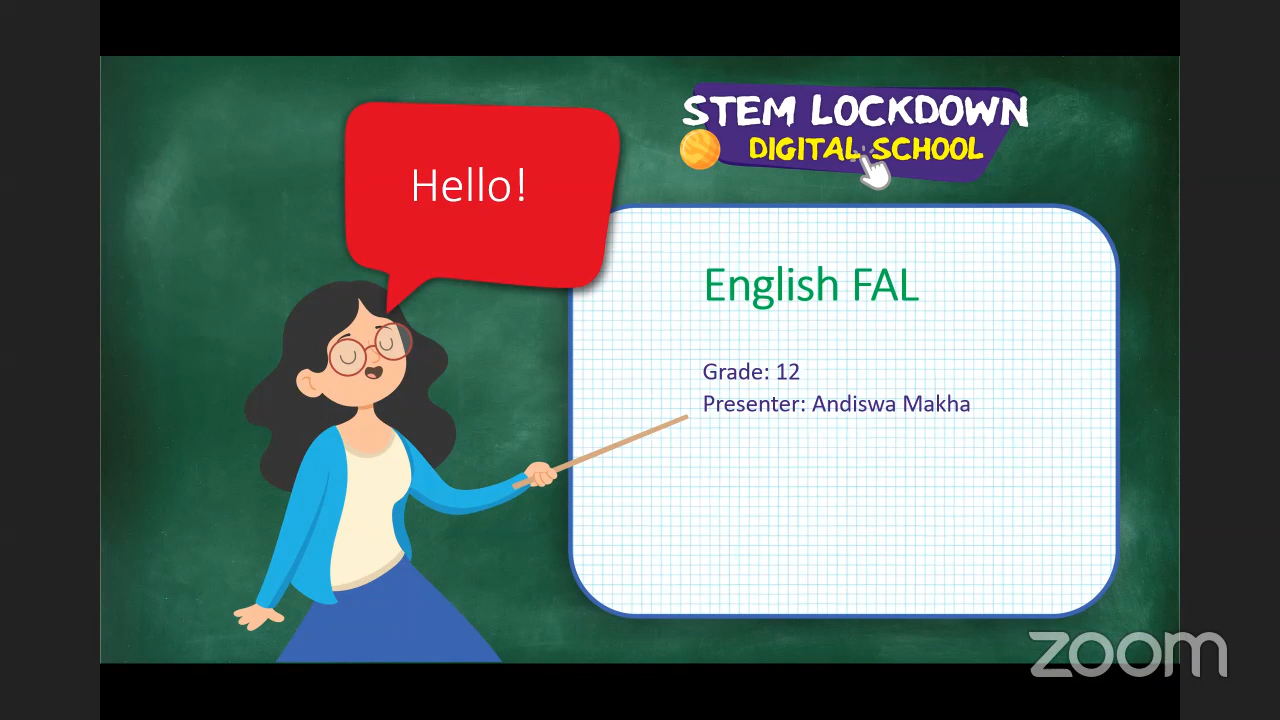 STEM LOCKDOWN
DIGITAL SCHOOL
Hello!
English FAL
Grade: 12
Presenter: Andiswa Makha
zoom